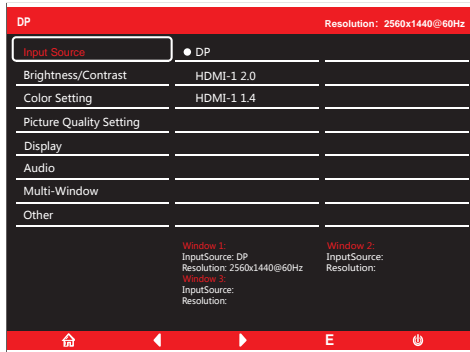 DP Resolution: 2560x1440@60Hz
Input Source DP
Brightness/Contrast HDMI-1 2.0
Color Setting HDMI-1 1.4
Picture Quality Setting
Display
Audio
Multi-Window
Other
Window 1: Window 2:
InputSource: DP InputSource:
Resolution: 2560x1440@60Hz Resolution:
Window 3:
InputSource:
Resolution:
E